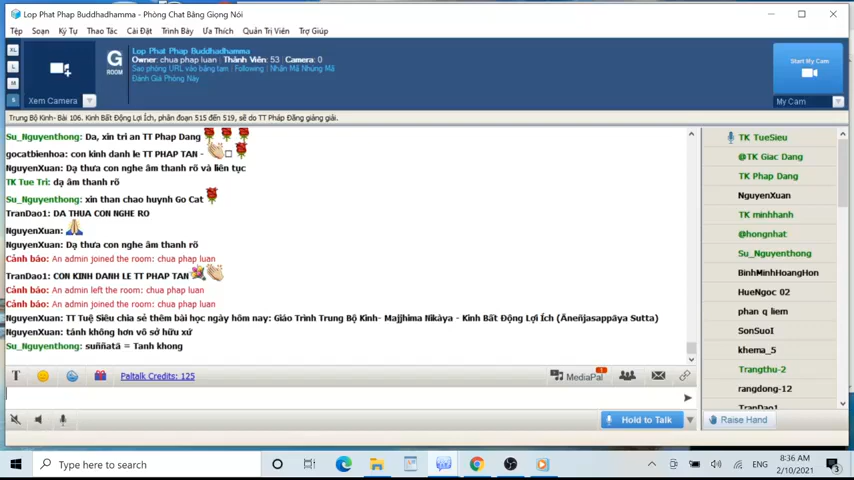 Lop Phat Phap Buddhadhamma - Phòng Chat Bằng Giọng Nói
Tệp Soạn Ký Tự Thao Tác Cài Đặt Trình Bày Ưa Thích Quản Trị Viên Trợ Giúp
XL
L
M
S
Xem Camera
G
ROOM
Lop Phat Phap Buddhadhamma
Owner: chua phap luan | Thành Viên: 53 | Camera: 0
Sao phòng URL vào bảng tạm | Following | Nhấn Mã Nhúng Mã
Đánh Giá Phòng Này
Start My Cam
My Cam
Trung Bộ Kinh- Bài 106. Kinh Bất Động Lợi Ích, phân đoạn 515 đến 519, sẽ do TT Pháp Đăng giảng giải.
Su_Nguyenthong: Da, xin tri an TT Phap Dang
gocatbienhoa: con kinh danh le TT PHAP TAN -
NguyenXuan: Dạ thưa con nghe âm thanh rõ và liên tục
TK Tue Tri: dạ âm thanh rõ
Su_Nguyenthong: xin than chao huynh Go Cat
TranDao1: DA THUA CON NGHE RO
NguyenXuan:
NguyenXuan: Dạ thưa con nghe âm thanh rõ
Cảnh báo: An admin joined the room: chua phap luan
TranDao1: CON KINH DANH LE TT PHAP TAN
Cảnh báo: An admin left the room: chua phap luan
Cảnh báo: An admin joined the room: chua phap luan
NguyenXuan: TT Tuệ Siêu chia sẻ thêm bài học ngày hôm nay: Giáo Trình Trung Bộ Kinh- Majjhima Nikàya - Kinh Bất Động Lợi Ích (Āneñjasappāya Sutta)
NguyenXuan: tánh không hơn vô sở hữu xứ
Su_Nguyenthong: suññatā = Tanh khong
TK TueSieu
@TK Giac Dang
TK Phap Dang
NguyenXuan
TK minhhanh
@hongnhat
Su_Nguyenthong
BinhMinhHoangHon
HueNgoc 02
phan q liem
SonSuoI
khema_5
Trangthu-2
rangdong-12
TranDao1
T
Paltalk Credits: 125
MediaPal
1
Hold to Talk
Raise Hand
Type here to search
ENG
8:36 AM
2/10/2021
3